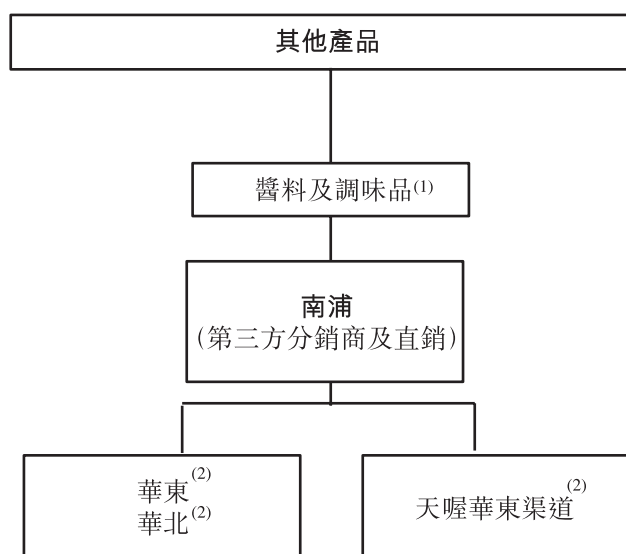 其他產品
醬料及調味品(1)
南浦
(第三方分銷商及直銷)
華東(2)
華北(2)
天喔華東渠道(2)